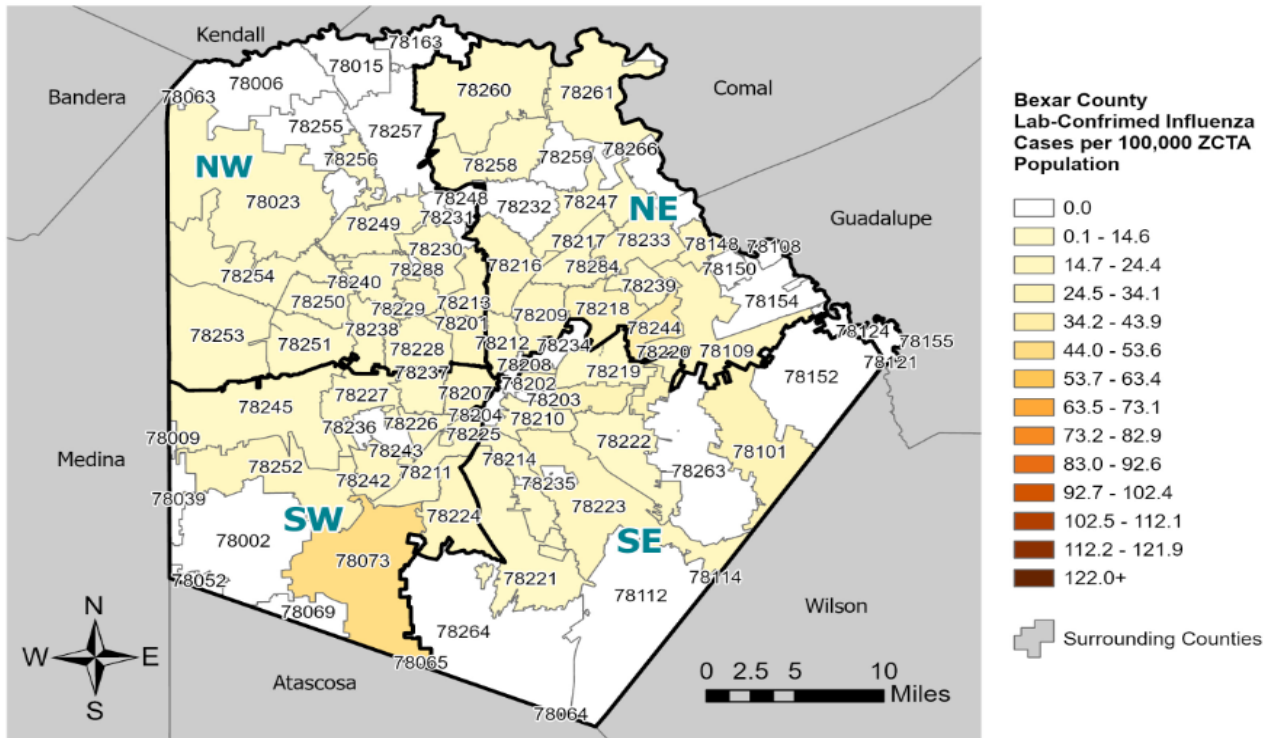 Kendall
78163
78015
78006
Bandera
78063
78260
78261
Comal
78255
78257
78256
78258
78259
78266
NW
78023
78248
78232
78247
NE
78249
78231
78217
78233
Guadalupe
78230
78148
78108
78254
78240
78288
78216
78284
78150
78250
78229
78213
78239
78154
78253
78238
78201
78209
78218
78244
78251
78228
78212
78234
78220
78109
78124
78155
78121
78237
78208
78219
78152
78245
78227
78207
78202
78203
78009
78236
78226
78204
78210
78225
78222
78101
Medina
78252
78243
78211
78214
78263
78242
78235
78039
78223
SW
78224
SE
78002
78073
78052
78221
78114
78112
78069
78264
Wilson
78065
Atascosa
78064
N
W
E
S
0 2.5 5 10
Miles
Bexar County
Lab-Confrimed Influenza
Cases per 100,000 ZCTA
Population
0.0
0.1 - 14.6
14.7 - 24.4
24.5 - 34.1
34.2 - 43.9
44.0 - 53.6
53.7 - 63.4
63.5 - 73.1
73.2 - 82.9
83.0 - 92.6
92.7 - 102.4
102.5 - 112.1
112.2 - 121.9
122.0+
Surrounding Counties